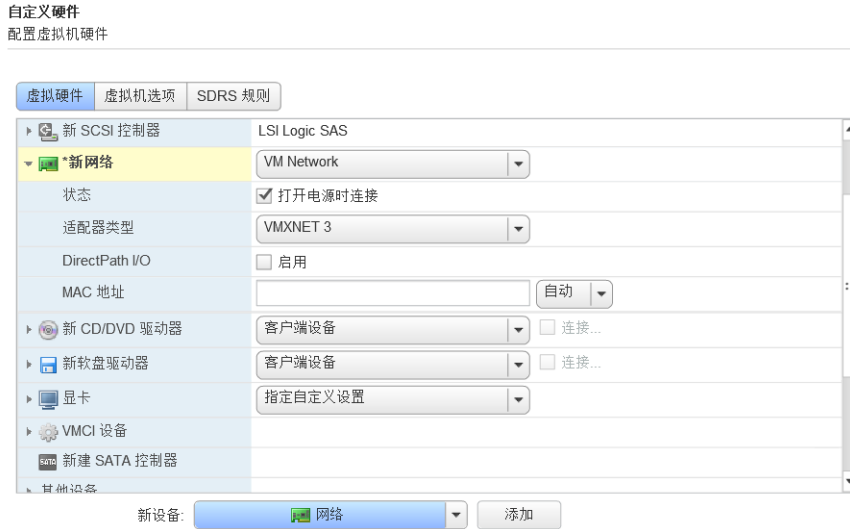 自定义硬件
配置虚拟机硬件
虚拟硬件 虚拟机选项 SDRS 规则
新 SCSI 控制器 LSI Logic SAS
*新网络 VM Network
状态 打开电源时连接
适配器类型 VMXNET 3
DirectPath I/O 启用
MAC 地址 自动
新 CD/DVD 驱动器 客户端设备 连接...
新软盘驱动器 客户端设备 连接...
显卡 指定自定义设置
VMCI 设备
SATA 新建 SATA 控制器
其他设备
新设备: 网络 添加